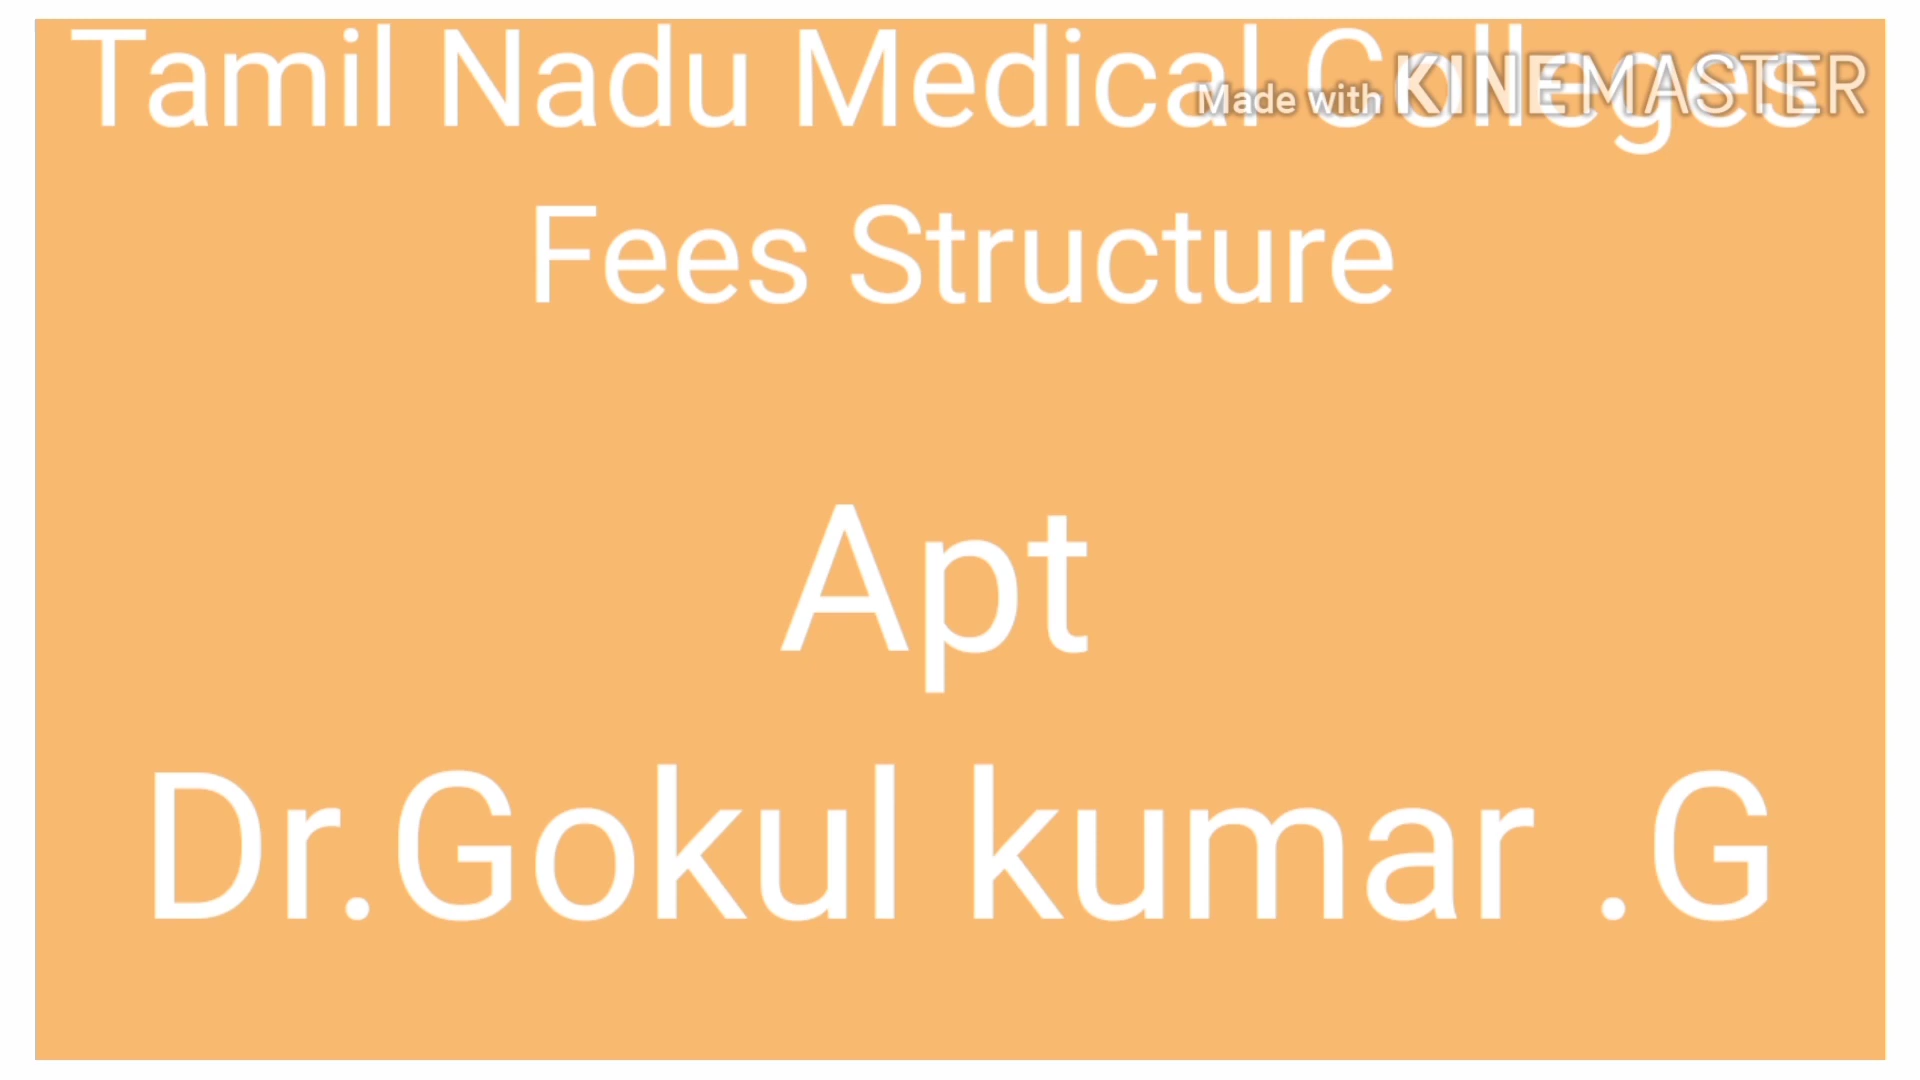 Tamil Nadu Medical Colleges
Made with KINEMASTER
Fees Structure
Apt
Dr.Gokul kumar .G